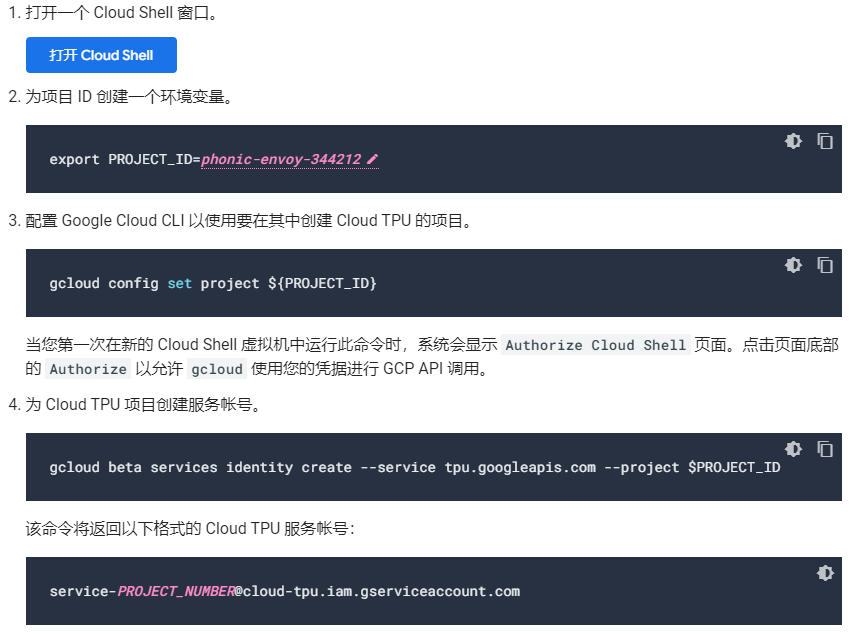 1. 打开一个 Cloud Shell 窗口。
打开 Cloud Shell
2. 为项目 ID 创建一个环境变量。
export PROJECT_ID=phonic-envoy-344212
3. 配置 Google Cloud CLI 以使用要在其中创建 Cloud TPU 的项目。
gcloud config set project ${PROJECT_ID}
当您第一次在新的 Cloud Shell 虚拟机中运行此命令时，系统会显示 Authorize Cloud Shell 页面。点击页面底部
的 Authorize 以允许 gcloud 使用您的凭据进行 GCP API 调用。
4. 为 Cloud TPU 项目创建服务帐号。
gcloud beta services identity create --service tpu.googleapis.com --project $PROJECT_ID
该命令将返回以下格式的 Cloud TPU 服务帐号：
service-PROJECT_NUMBER@cloud-tpu.iam.gserviceaccount.com